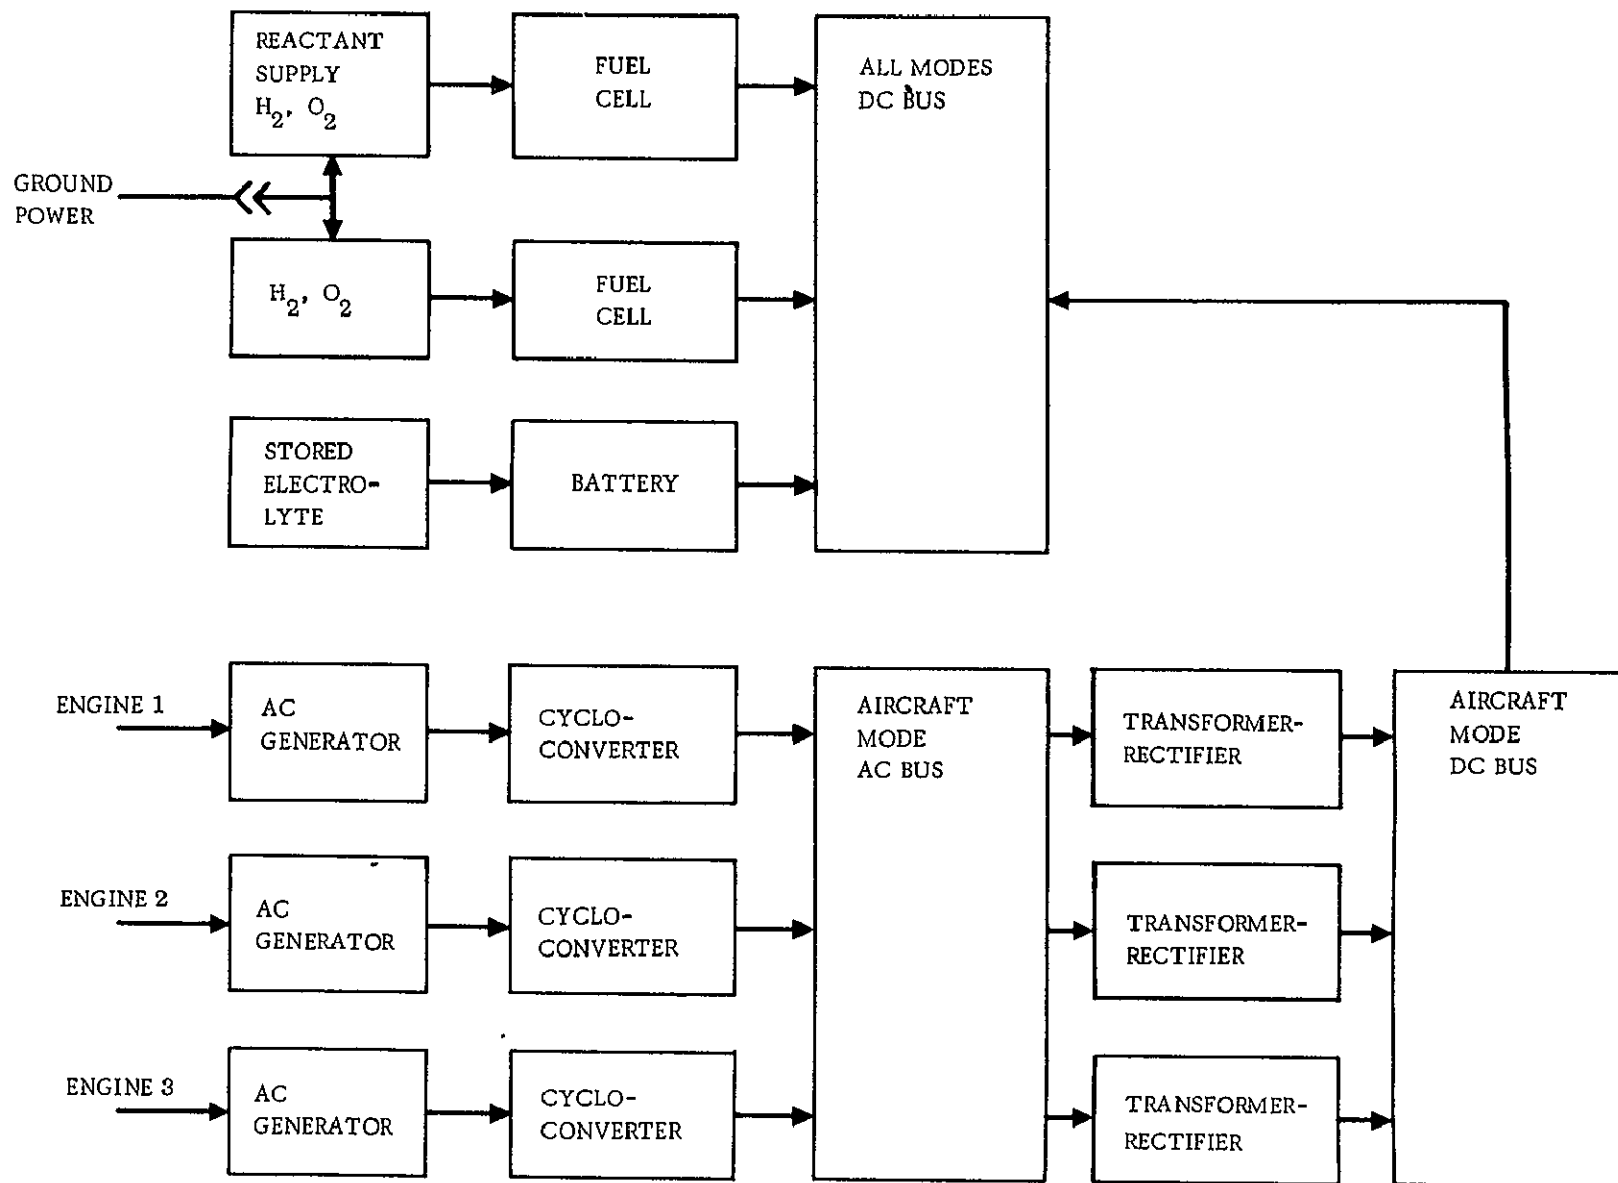 REACTANT
SUPPLY
H2, O2
FUEL
CELL
ALL MODES
DC BUS
GROUND
POWER
H2, O2
FUEL
CELL
STORED
ELECTRO-
LYTE
BATTERY
ENGINE 1
AC
GENERATOR
CYCLO-
CONVERTER
AIRCRAFT
MODE
AC BUS
TRANSFORMER-
RECTIFIER
AIRCRAFT
MODE
DC BUS
ENGINE 2
AC
GENERATOR
CYCLO-
CONVERTER
TRANSFORMER-
RECTIFIER
ENGINE 3
AC
GENERATOR
CYCLO-
CONVERTER
TRANSFORMER-
RECTIFIER